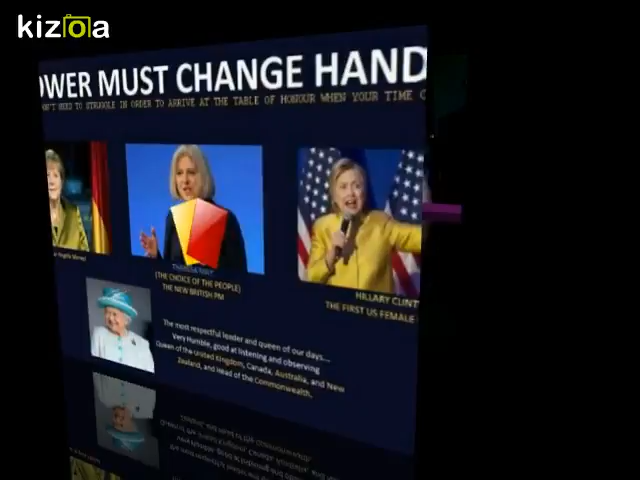 kizoa
OWER MUST CHANGE HAND
ON'T NEED TO STRUGGLE IN ORDER TO ARRIVE AT THE TABLE OF HONOUR WHEN YOUR TIME C
(THE CHOICE OF THE PEOPLE)
THE NEW BRITISH PM
HILLARY CLINT
THE FIRST US FEMALE
The most respectful leader and queen of our days...
Very Humble, good at listening and observing
Queen of the United Kingdom, Canada, Australia, and New
Zealand, and Head of the Commonwealth.